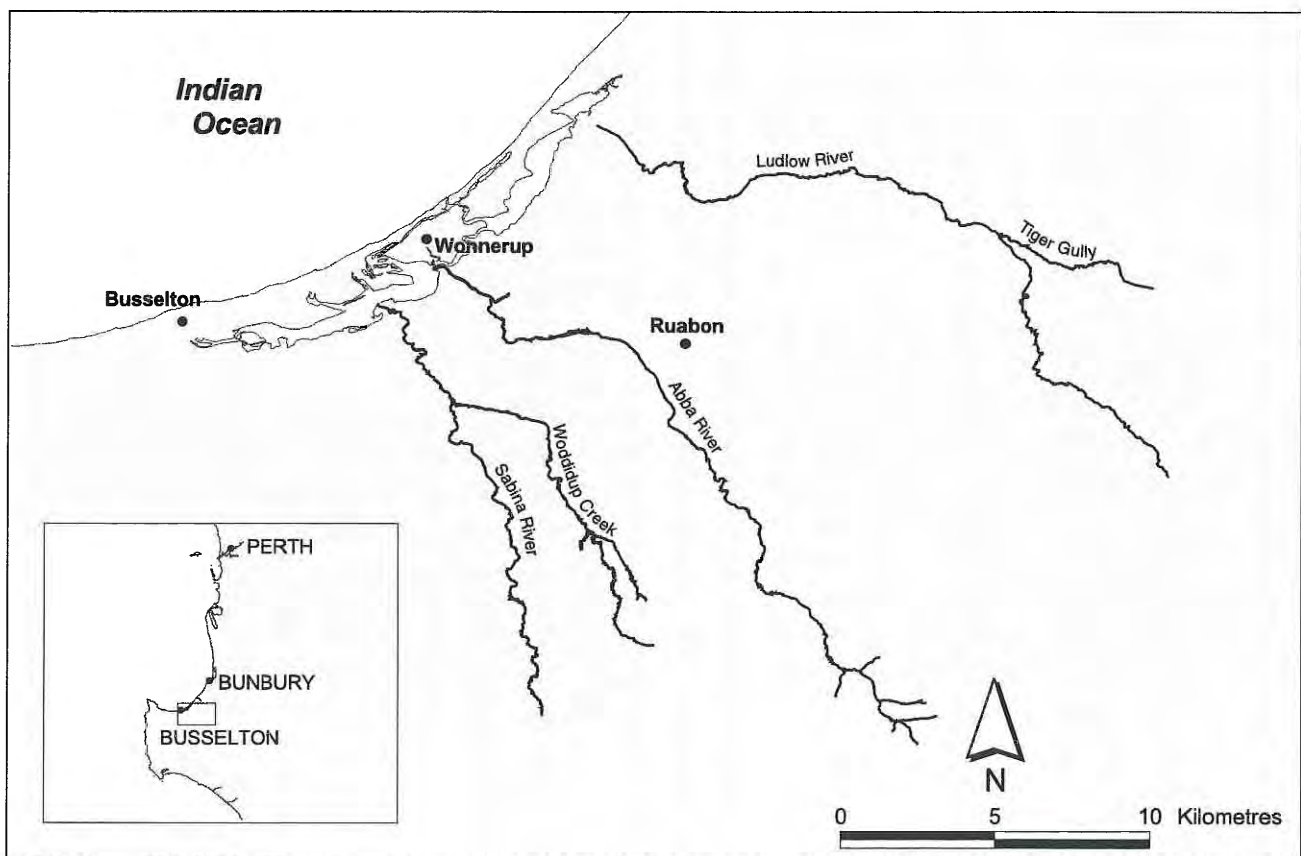 Indian
Ocean
Ludlow River
Tiger Gully
Wonnerup
Busselton
Ruabon
Abba River
Woddidup Creek
Sabina River
PERTH
BUNBURY
BUSSELTON
N
0 5 10 Kilometres